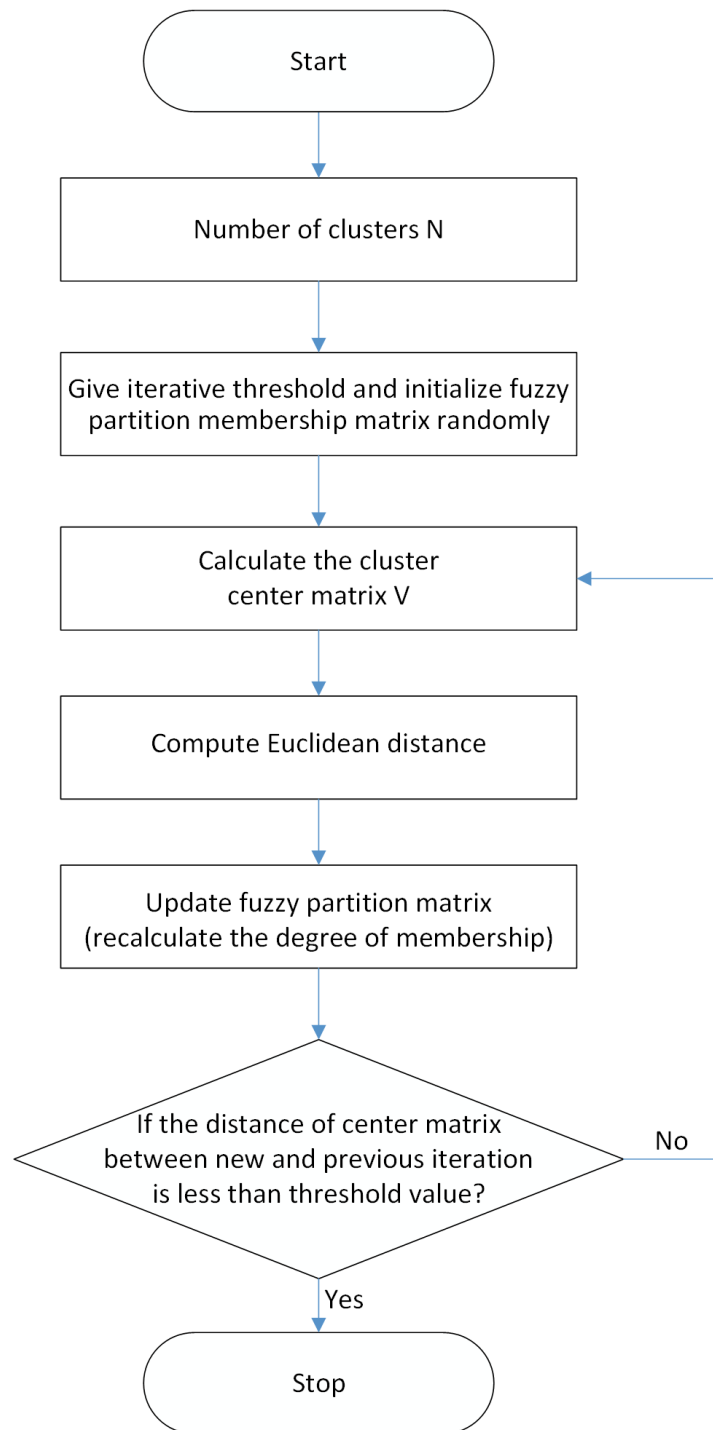 Start
Number of clusters N
Give iterative threshold and initialize fuzzy
partition membership matrix randomly
Calculate the cluster
center matrix V
Compute Euclidean distance
Update fuzzy partition matrix
(recalculate the degree of membership)
If the distance of center matrix
between new and previous iteration
is less than threshold value?
No
Yes
Stop